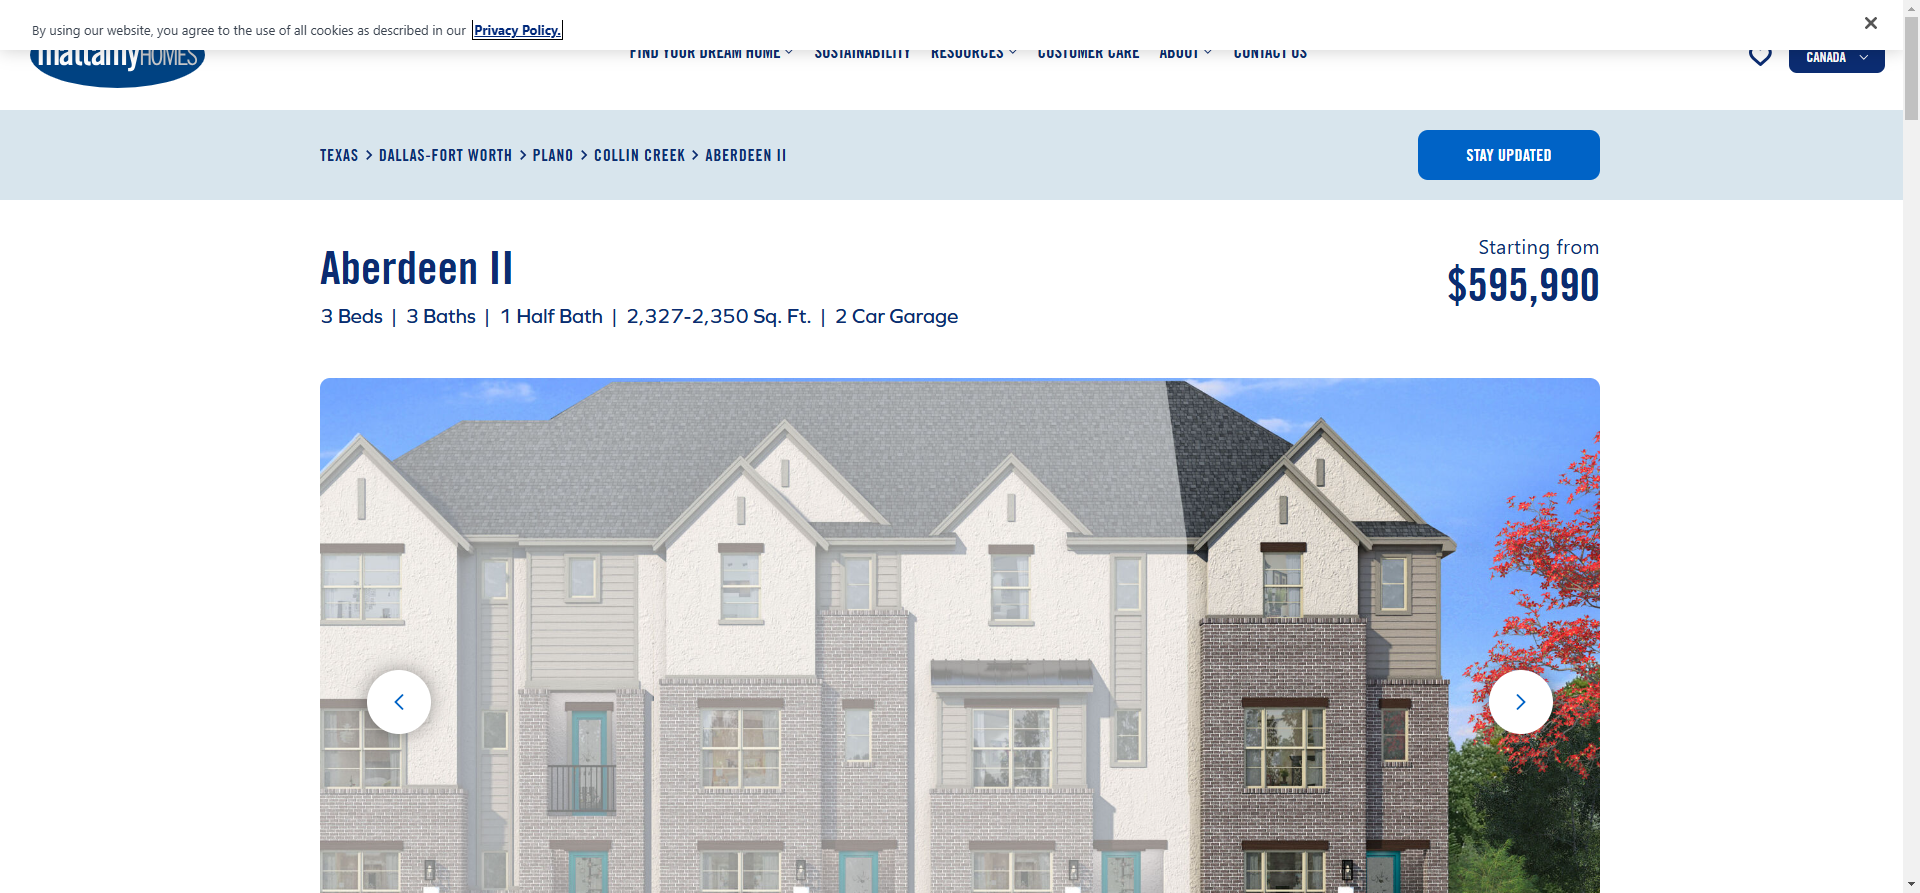 By using our website, you agree to the use of all cookies as described in our Privacy Policy.
mattamyHOMES
FIND YOUR DREAM HOME
SUSTAINABILITY
RESOURCES
CUSTOMER CARE
ABOUT
CONTACT US
CANADA
TEXAS > DALLAS-FORT WORTH > PLANO > COLLIN CREEK > ABERDEEN II
STAY UPDATED
Starting from
Aberdeen II
$595,990
3 Beds | 3 Baths | 1 Half Bath | 2,327-2,350 Sq. Ft. | 2 Car Garage